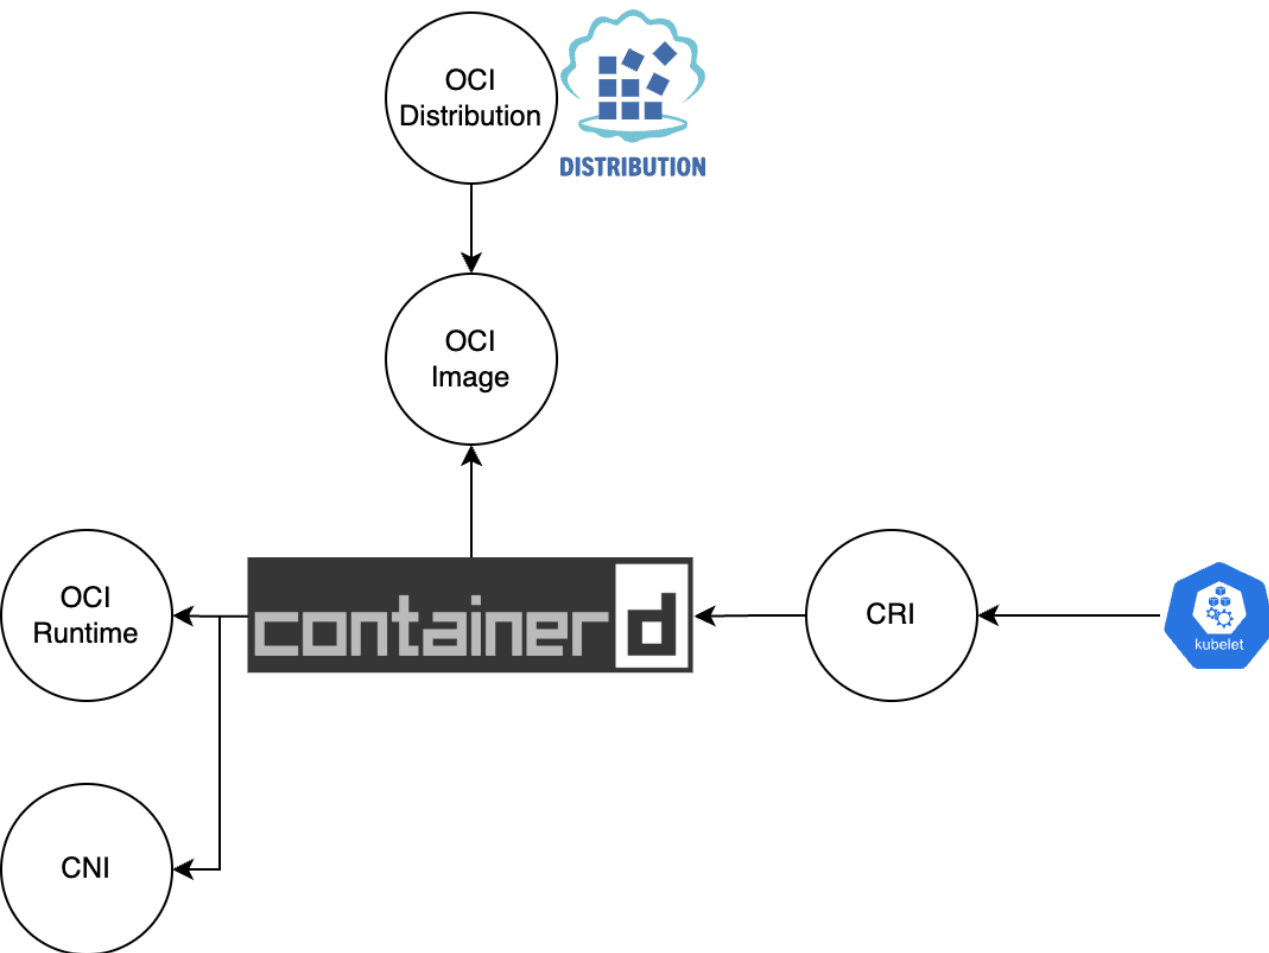 OCI
Distribution
DISTRIBUTION
OCI
Image
OCI
Runtime
containerd
CRI
kubelet
CNI